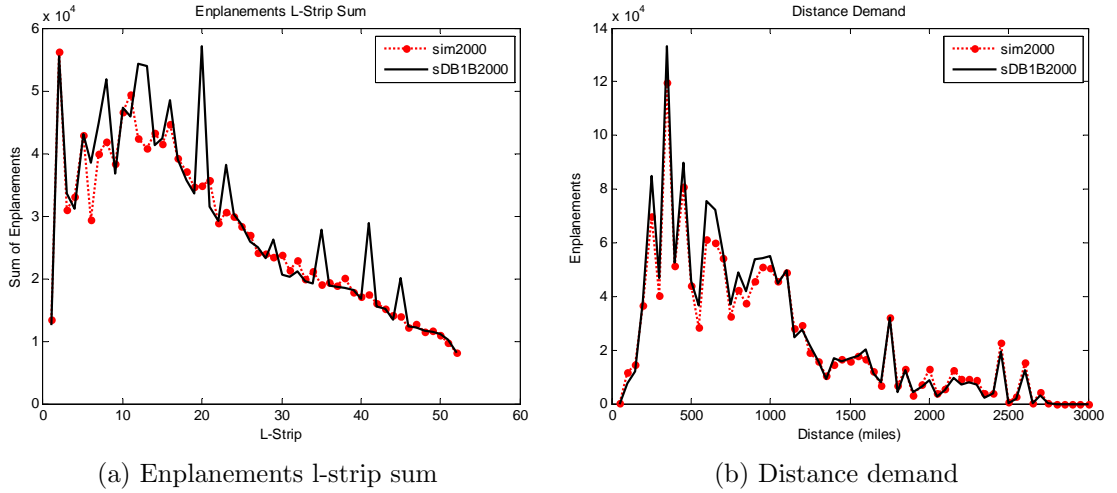 Enplanements L-Strip Sum
x 10^4
6
5
4
3
2
1
0
0 10 20 30 40 50 60
Sum of Enplanements
L-Strip
sim2000
sDB1B2000
(a) Enplanements l-strip sum
Distance Demand
x 10^4
14
12
10
8
6
4
2
0
0 500 1000 1500 2000 2500 3000
Enplanements
Distance (miles)
sim2000
sDB1B2000
(b) Distance demand